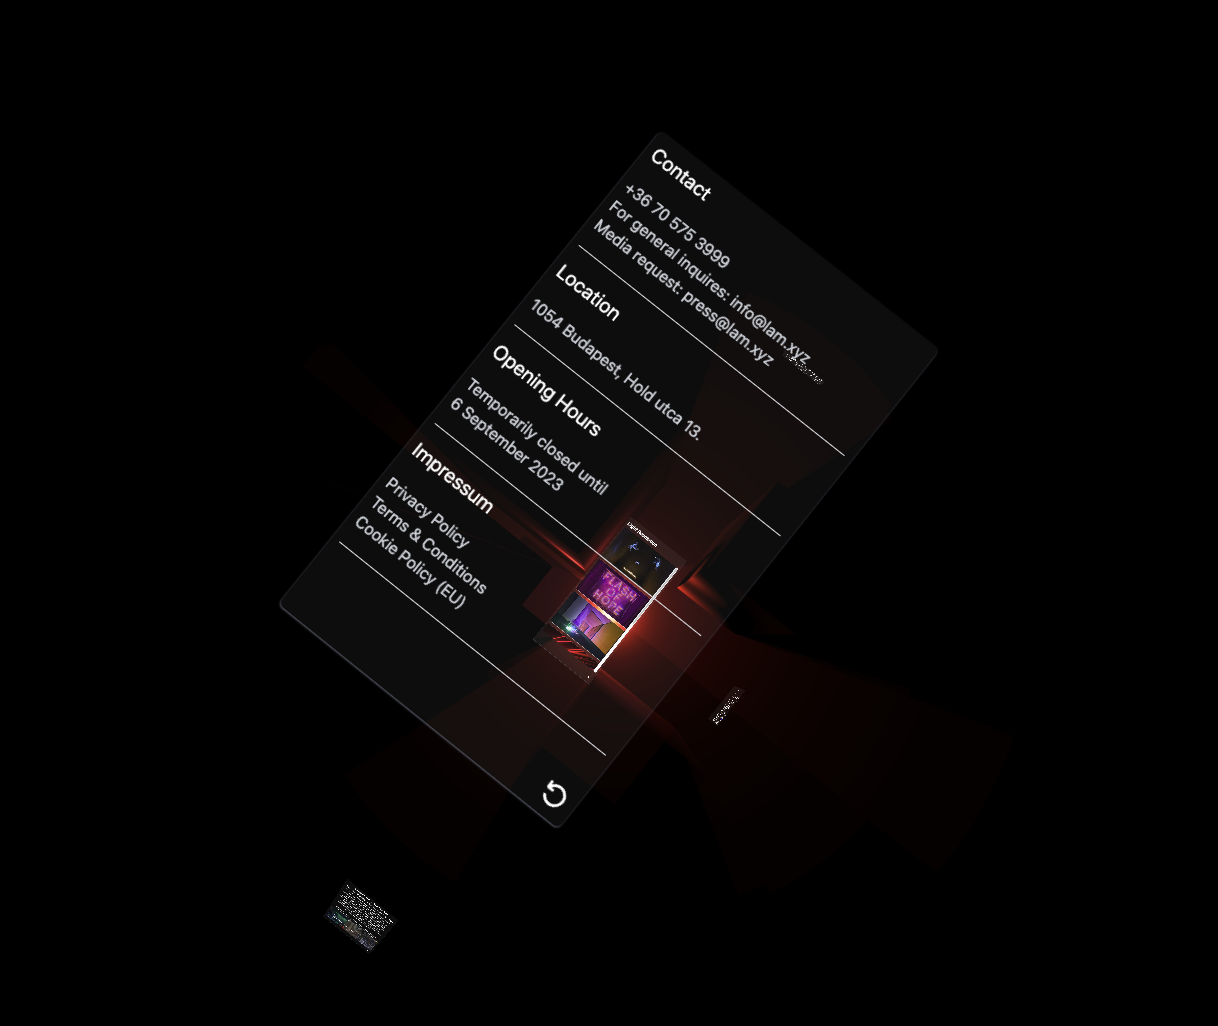 Contact
+36 70 575 3999
For general inquires: info@lam.xyz
Media request: press@lam.xyz
Location
1054 Budapest, Hold utca 13.
Opening Hours
Temporarily closed until
6 September 2023
Impressum
Privacy Policy
Terms & Conditions
Cookie Policy (EU)
FLASH
OF
HOPE